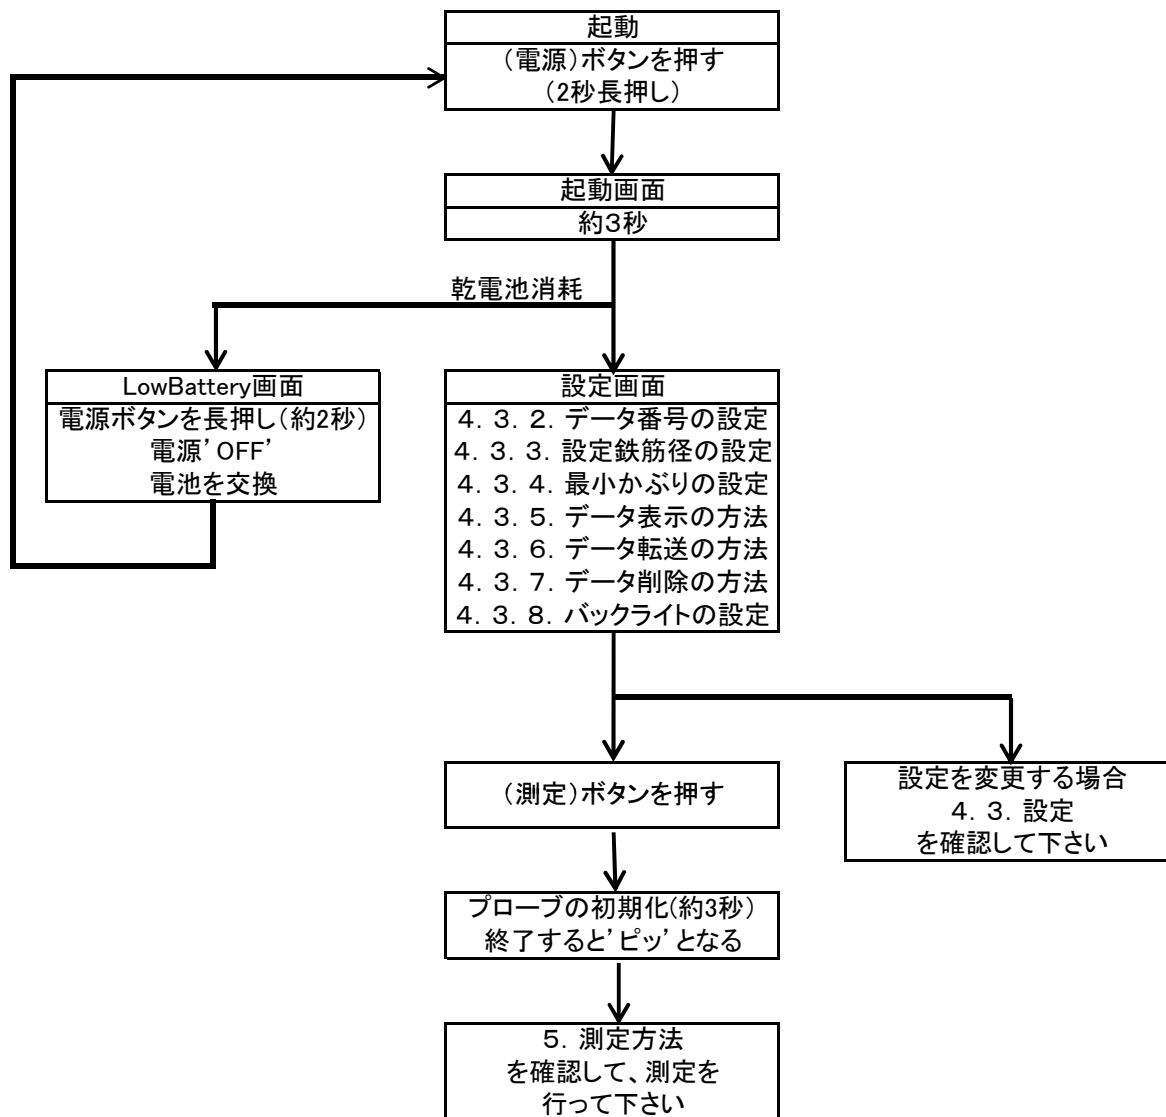 起動
(電源)ボタンを押す
(2秒長押し)
起動画面
約3秒
乾電池消耗
LowBattery画面
電源ボタンを長押し(約2秒)
電源’OFF’
電池を交換
設定画面
4．3．2．データ番号の設定
4．3．3．設定鉄筋径の設定
4．3．4．最小かぶりの設定
4．3．5．データ表示の方法
4．3．6．データ転送の方法
4．3．7．データ削除の方法
4．3．8．バックライトの設定
(測定)ボタンを押す
設定を変更する場合
4．3．設定
を確認して下さい
プローブの初期化(約3秒)
終了すると’ピッ’となる
5．測定方法
を確認して、測定を
行って下さい